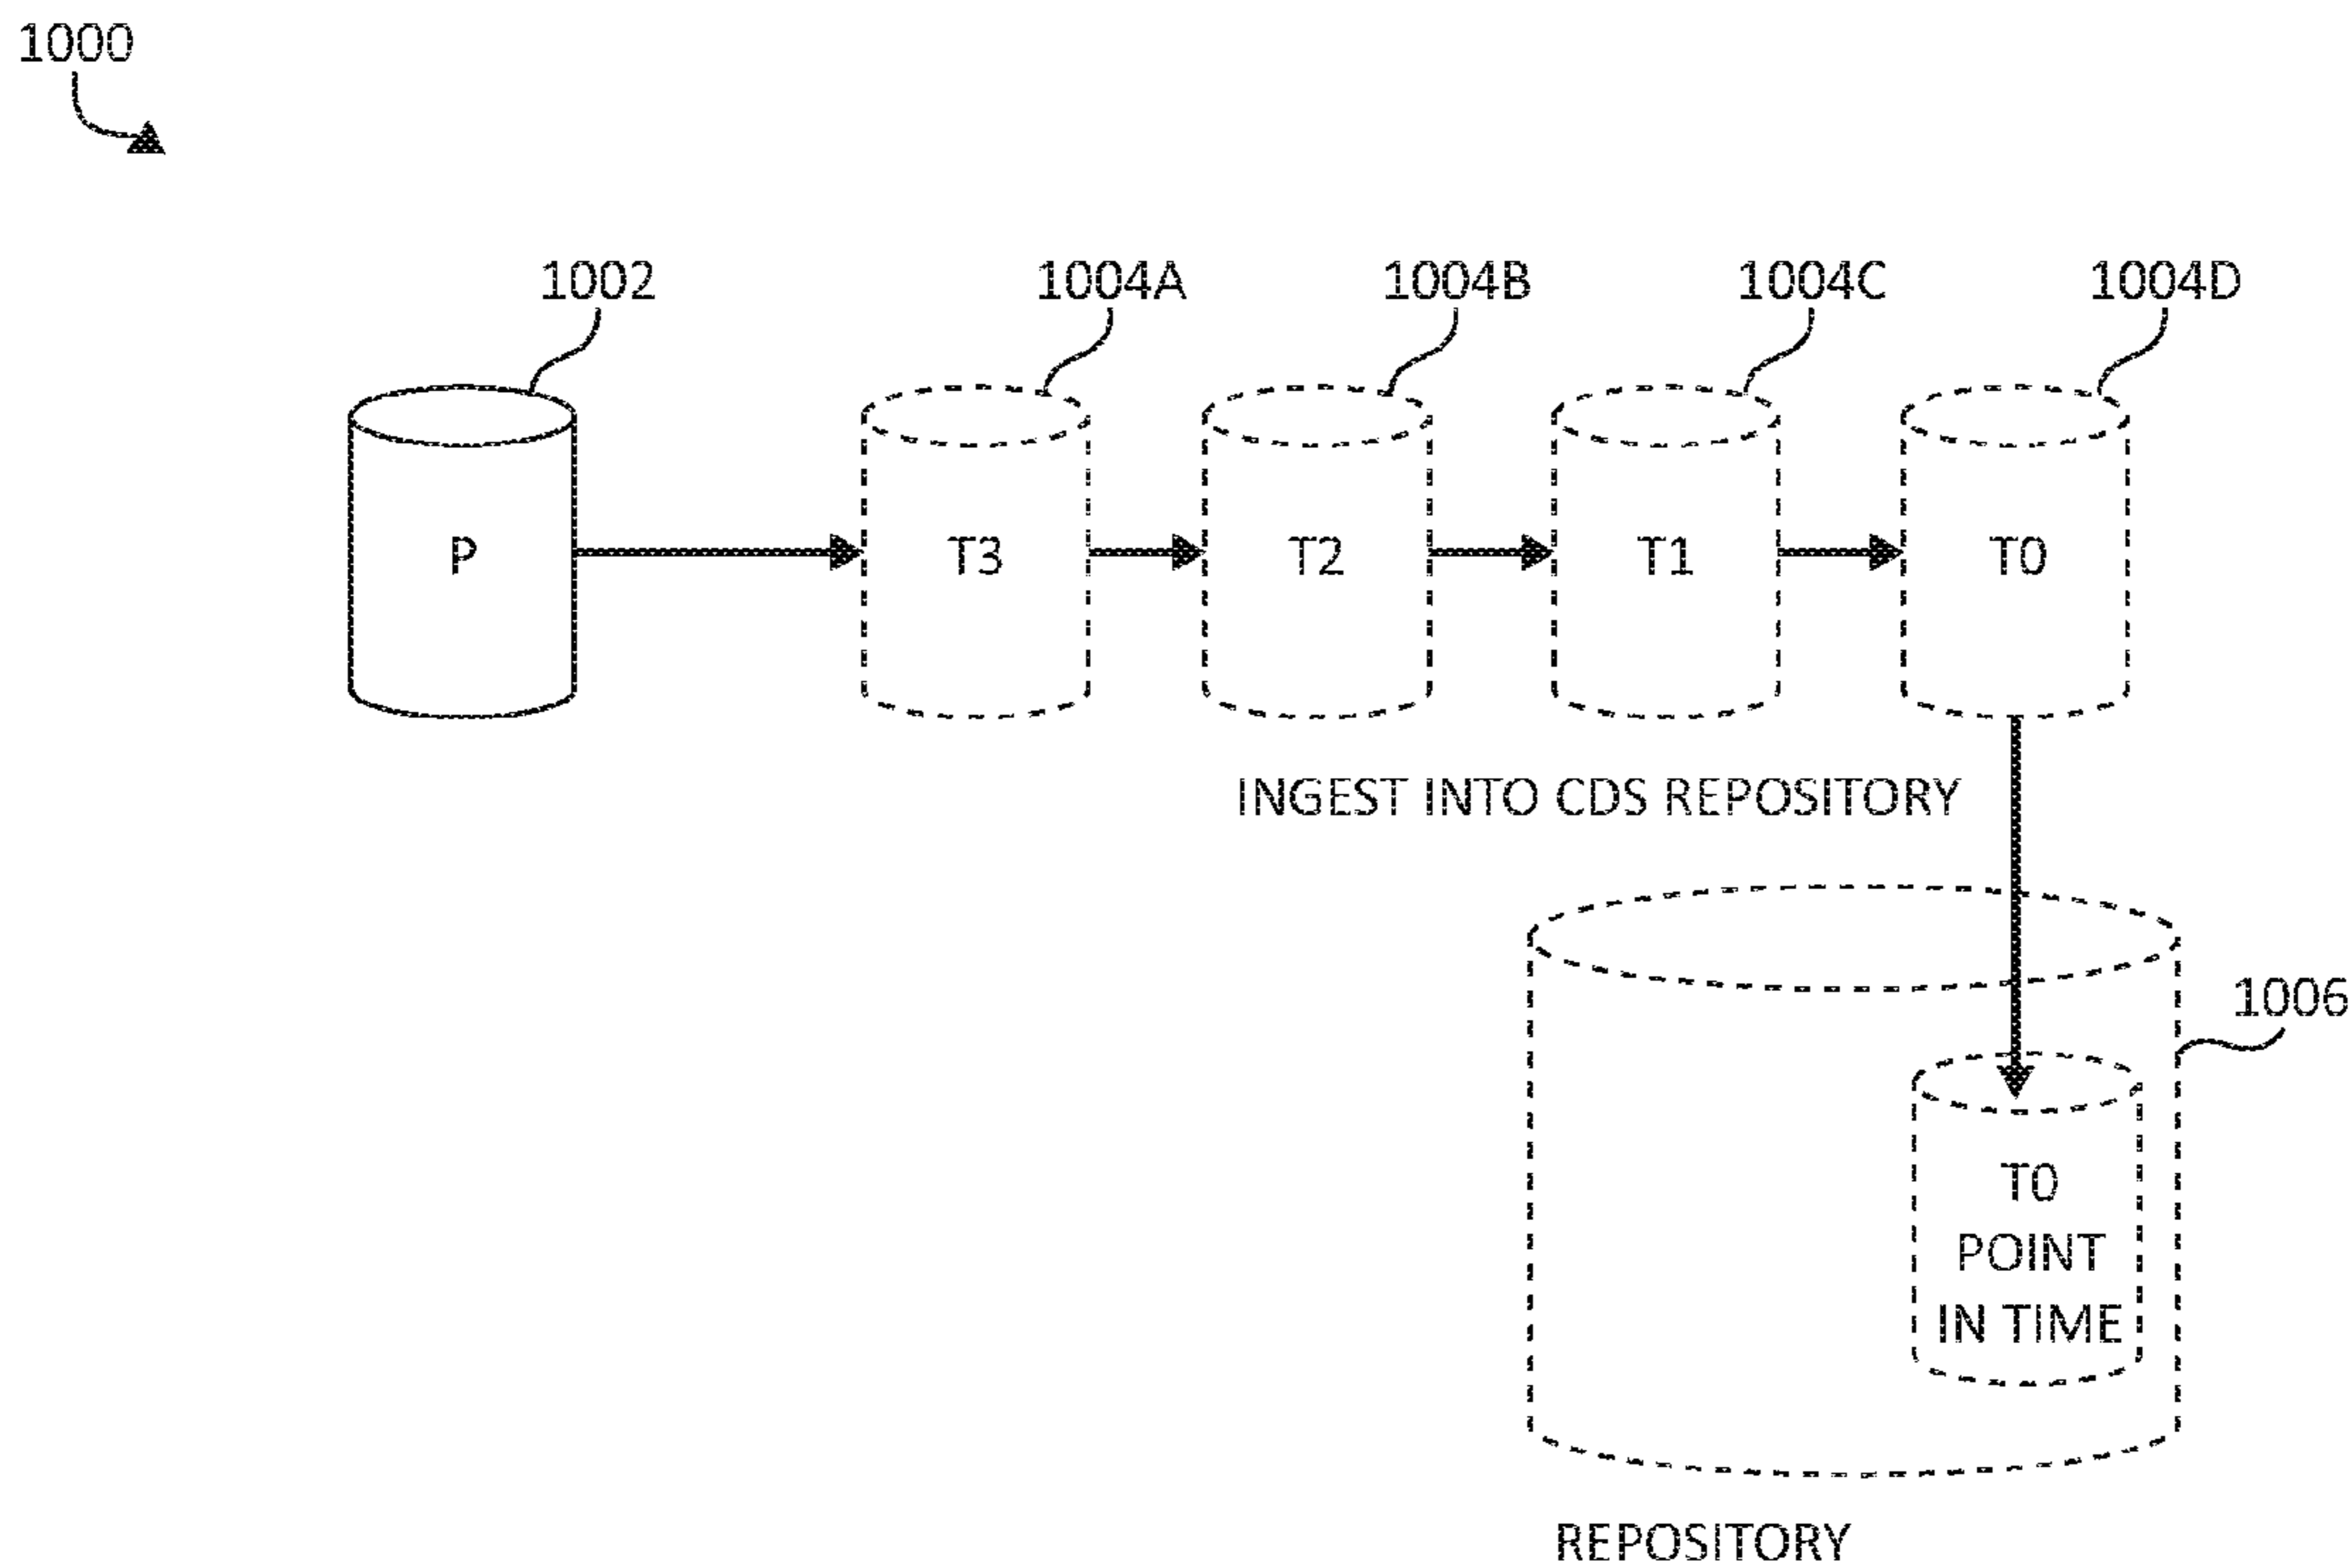 1000
1002
1004A
1004B
1004C
1004D
P
T3
T2
T1
T0
INGEST INTO CDS REPOSITORY
1006
T0
POINT
IN TIME
REPOSITORY